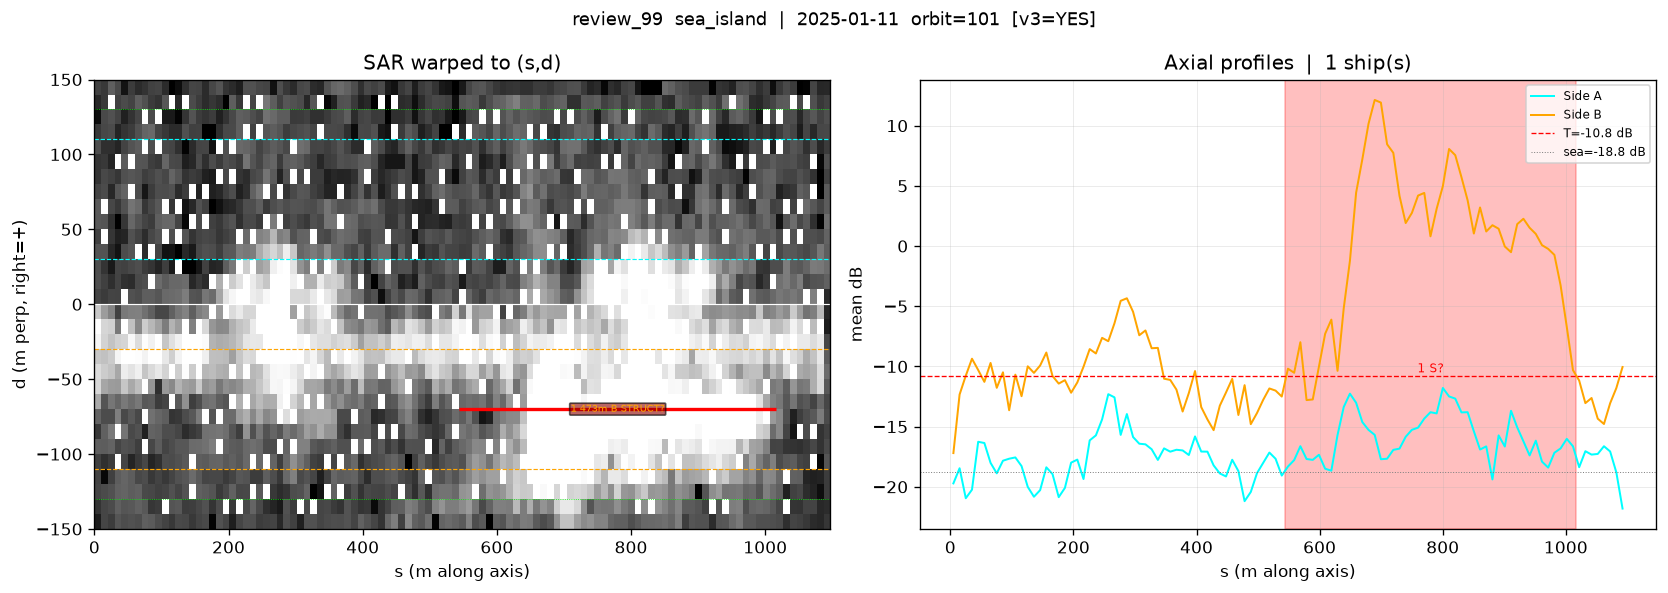 review_99  sea_island  |  2025-01-11  orbit=101  [v3=YES]
SAR warped to (s,d)
150
100
50
0
−50
−100
−150
d (m perp, right=+)
0
200
400
600
800
1000
s (m along axis)
Axial profiles  |  1 ship(s)
Side A
Side B
T=-10.8 dB
sea=-18.8 dB
1 S?
10
5
0
−5
−10
−15
−20
mean dB
0
200
400
600
800
1000
s (m along axis)